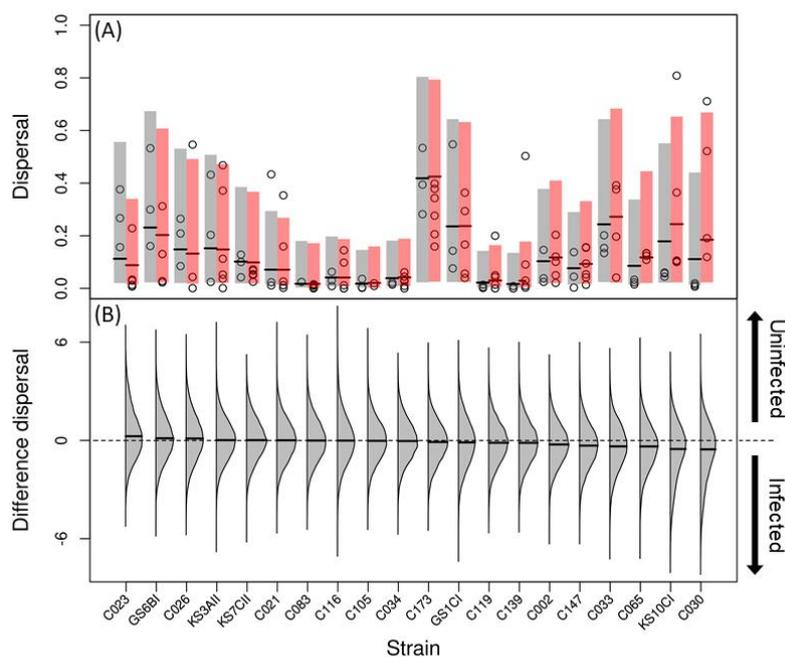 (A)
1.0
0.8
0.6
0.4
0.2
0.0
Dispersal
(B)
6
0
-6
Difference dispersal
Uninfected
Infected
C023
GS6BI
C026
KS3AII
KS7CII
C021
C083
C116
C105
C034
C173
GS1CI
C119
C139
C002
C147
C033
C065
KS10CI
C030
Strain